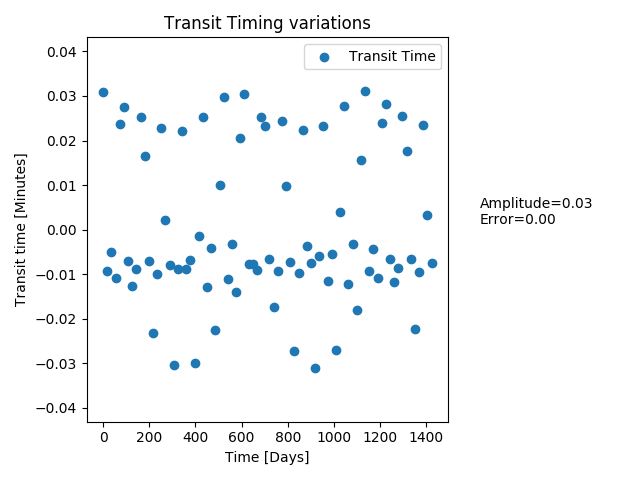 Transit Timing variations
Transit Time
0.04
0.03
0.02
0.01
0.00
−0.01
−0.02
−0.03
−0.04
Transit time [Minutes]
Amplitude=0.03
Error=0.00
0 200 400 600 800 1000 1200 1400
Time [Days]